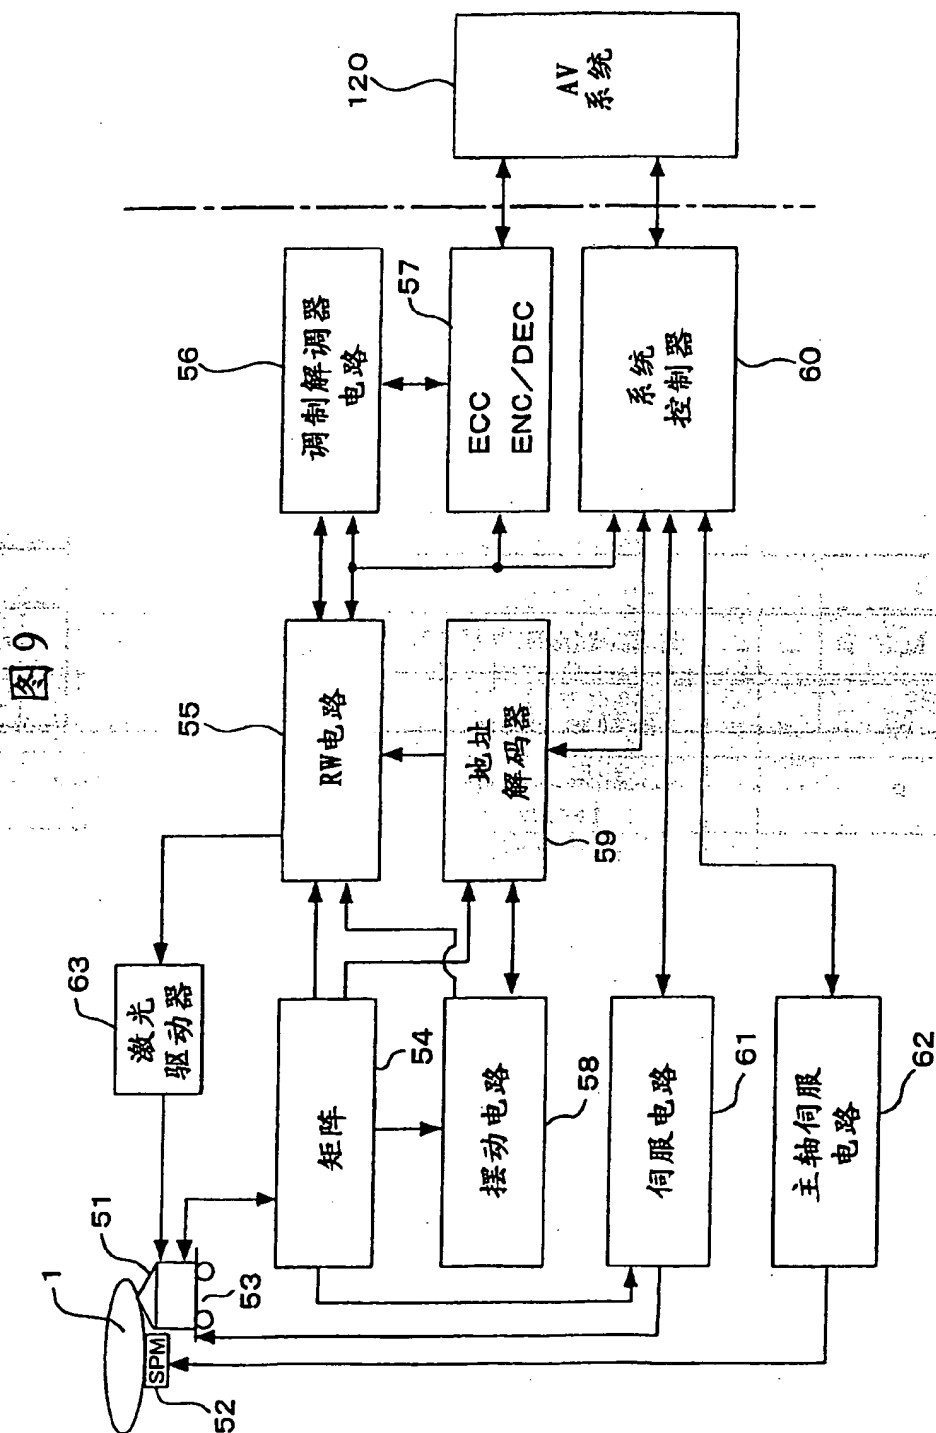 图9
120
AV
系统
56
调制解调器
电路
57
ECC
ENC/DEC
系统
控制器
60
55
RW电路
地址
解码器
59
63
激光
驱动器
矩阵
54
摆动电路
58
伺服电路
61
主轴伺服
电路
62
1
51
53
SPM
52